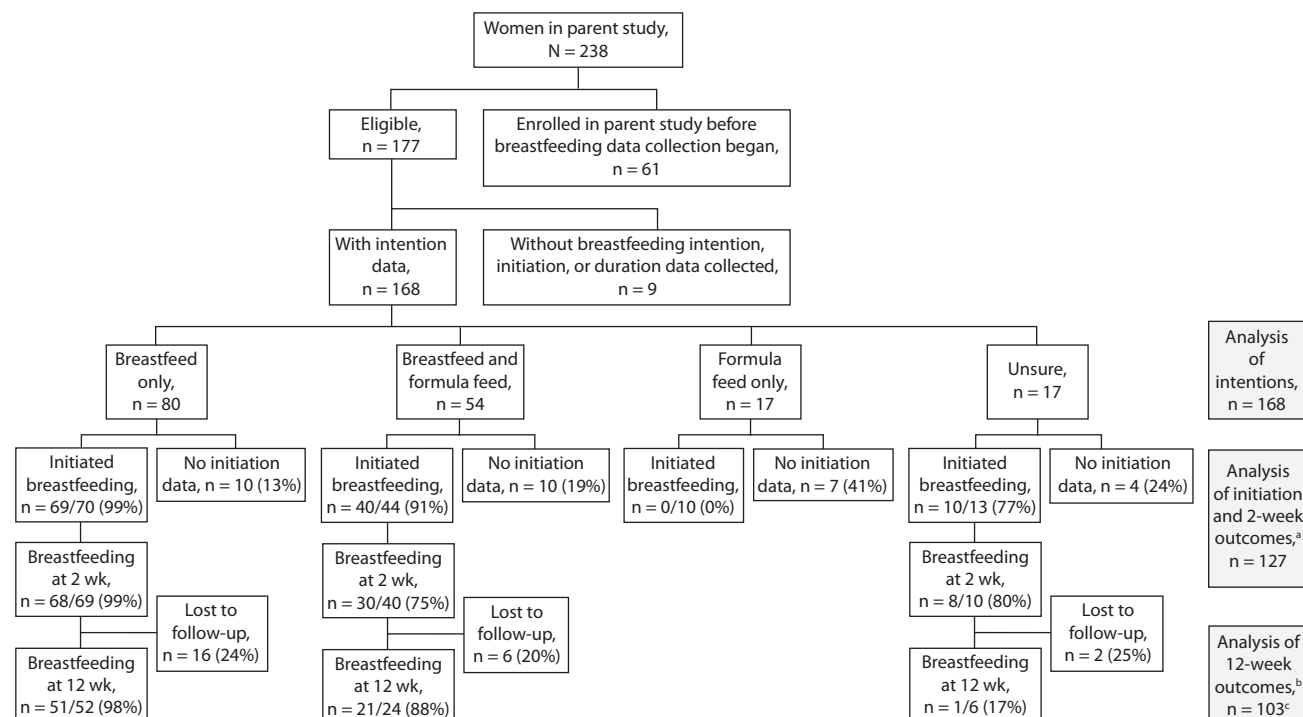 Women in parent study,
N = 238
Eligible,
n = 177
Enrolled in parent study before
breastfeeding data collection began,
n = 61
With intention
data,
n = 168
Without breastfeeding intention,
initiation, or duration data collected,
n = 9
Breastfeed
only,
n = 80
Breastfeed and
formula feed,
n = 54
Formula
feed only,
n = 17
Unsure,
n = 17
Analysis
of
intentions,
n = 168
Initiated
breastfeeding,
n = 69/70 (99%)
No initiation
data, n = 10 (13%)
Initiated
breastfeeding,
n = 40/44 (91%)
No initiation
data, n = 10 (19%)
Initiated
breastfeeding,
n = 0/10 (0%)
No initiation
data, n = 7 (41%)
Initiated
breastfeeding,
n = 10/13 (77%)
No initiation
data, n = 4 (24%)
Analysis
of initiation
and 2-week
outcomes,a
n = 127
Breastfeeding
at 2 wk,
n = 68/69 (99%)
Breastfeeding
at 2 wk,
n = 30/40 (75%)
Breastfeeding
at 2 wk,
n = 8/10 (80%)
Lost to
follow-up,
n = 16 (24%)
Lost to
follow-up,
n = 6 (20%)
Lost to
follow-up,
n = 2 (25%)
Breastfeeding
at 12 wk,
n = 51/52 (98%)
Breastfeeding
at 12 wk,
n = 21/24 (88%)
Breastfeeding
at 12 wk,
n = 1/6 (17%)
Analysis of
12-week
outcomes,b
n = 103c